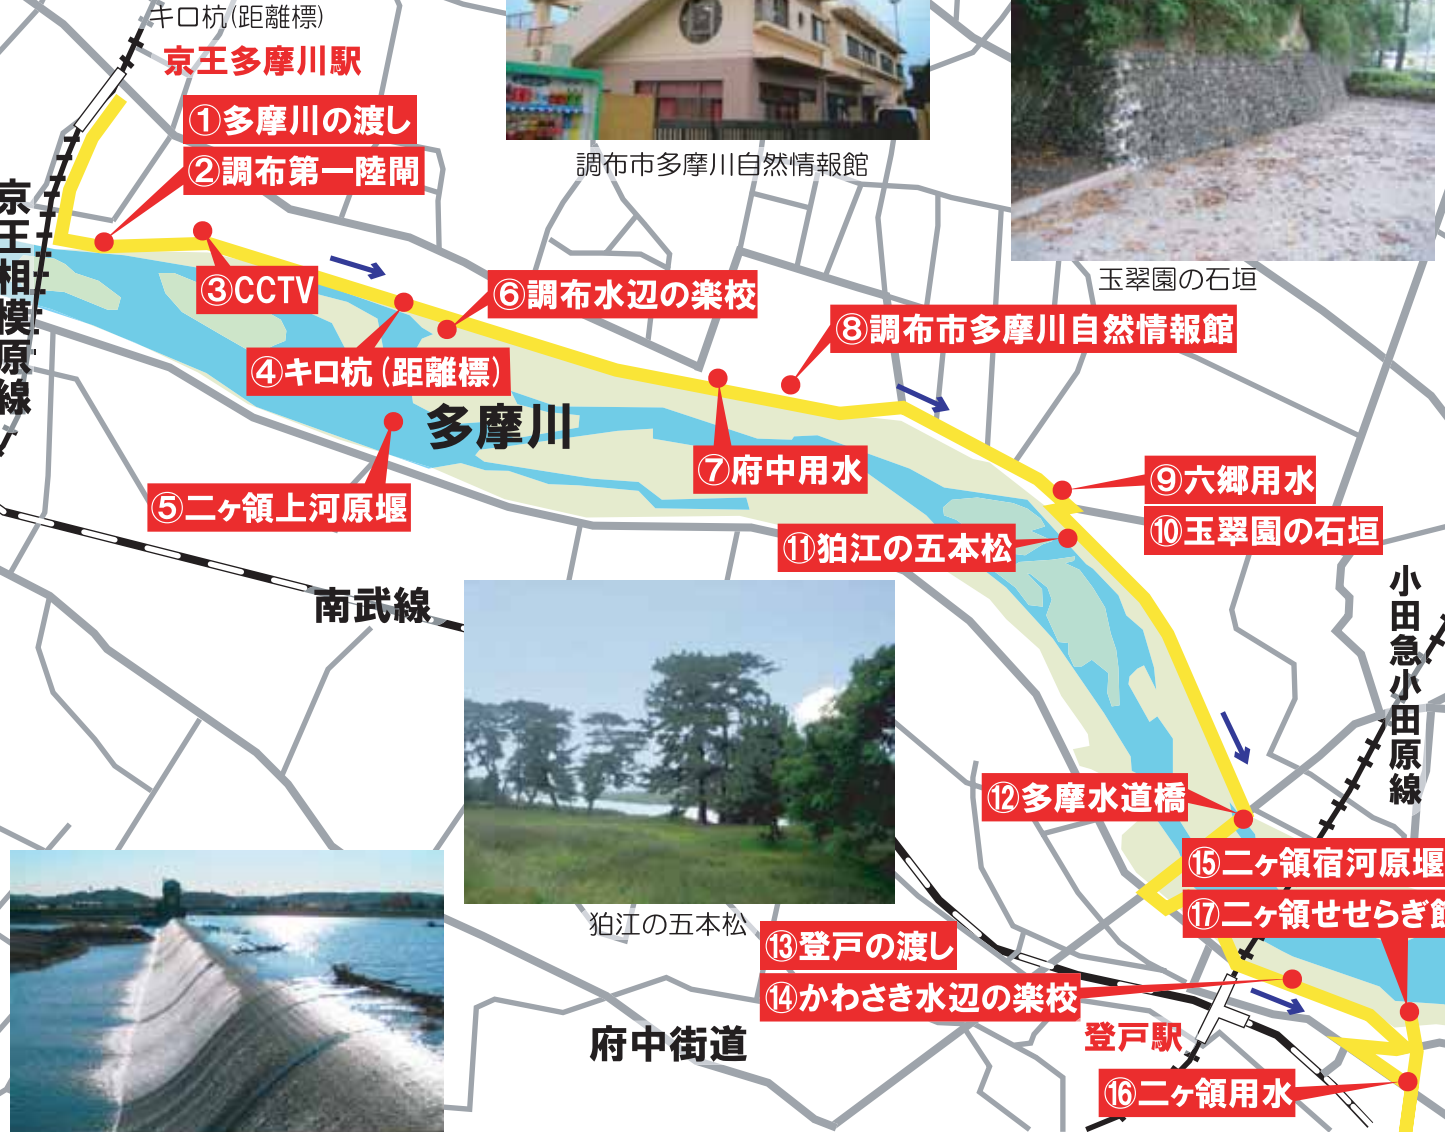 キロ杭(距離標)
京王多摩川駅
①多摩川の渡し
②調布第一陸閘
調布市多摩川自然情報館
玉翠園の石垣
京王相模原線
③CCTV
⑥調布水辺の楽校
⑧調布市多摩川自然情報館
④キロ杭(距離標)
多摩川
⑦府中用水
⑨六郷用水
⑤二ヶ領上河原堰
⑩玉翠園の石垣
⑪狛江の五本松
南武線
小田急小田原線
⑫多摩水道橋
⑮二ヶ領宿河原堰
⑰二ヶ領せせらぎ館
狛江の五本松
⑬登戸の渡し
⑭かわさき水辺の楽校
府中街道
登戸駅
⑯二ヶ領用水